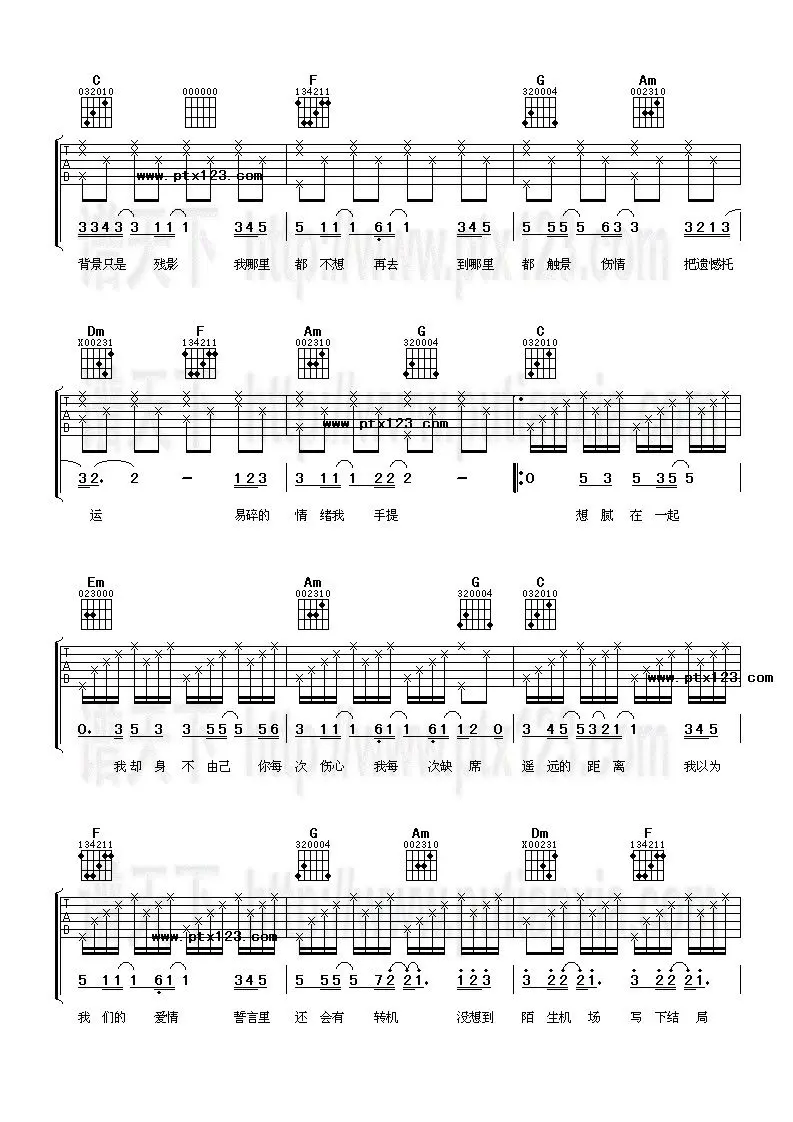 C F G Am
032010 000000 134211 320004 002310
T A B
www.ptx123.com
3343 3 11 1 345 5 11 1 61 1 345 5 55 5 63 3 3213
背景只是 残影 我哪里 都 不想 再去 到哪里 都 触景 伤情 把遗憾托
Dm F Am G C
X00231 134211 002310 320004 032010
T A B
www.ptx123.com
32. 2 - 123 3 11 1 22 2 - 0 5 3 5 35 5
运 易碎的 情 绪我 手提 想 腻 在 一起
Em Am G C
023000 002310 320004 032010
T A B
www.ptx123.com
0. 3 5 3 3 55 5 56 3 11 1 61 61 12 0 3 45 5321 1 345
我 却 身 不 由己 你每 次 伤心 我每 次缺 席 遥 远的 距 离 我以为
F G Am Dm F
134211 320004 002310 X00231 134211
T A B
www.ptx123.com
5 11 1 61 1 345 5 55 5 72 21. 123 3 22 21. 3 22 21.
我 们的 爱情 誓言里 还 会有 转机 没想到 陌 生机 场 写 下结 局